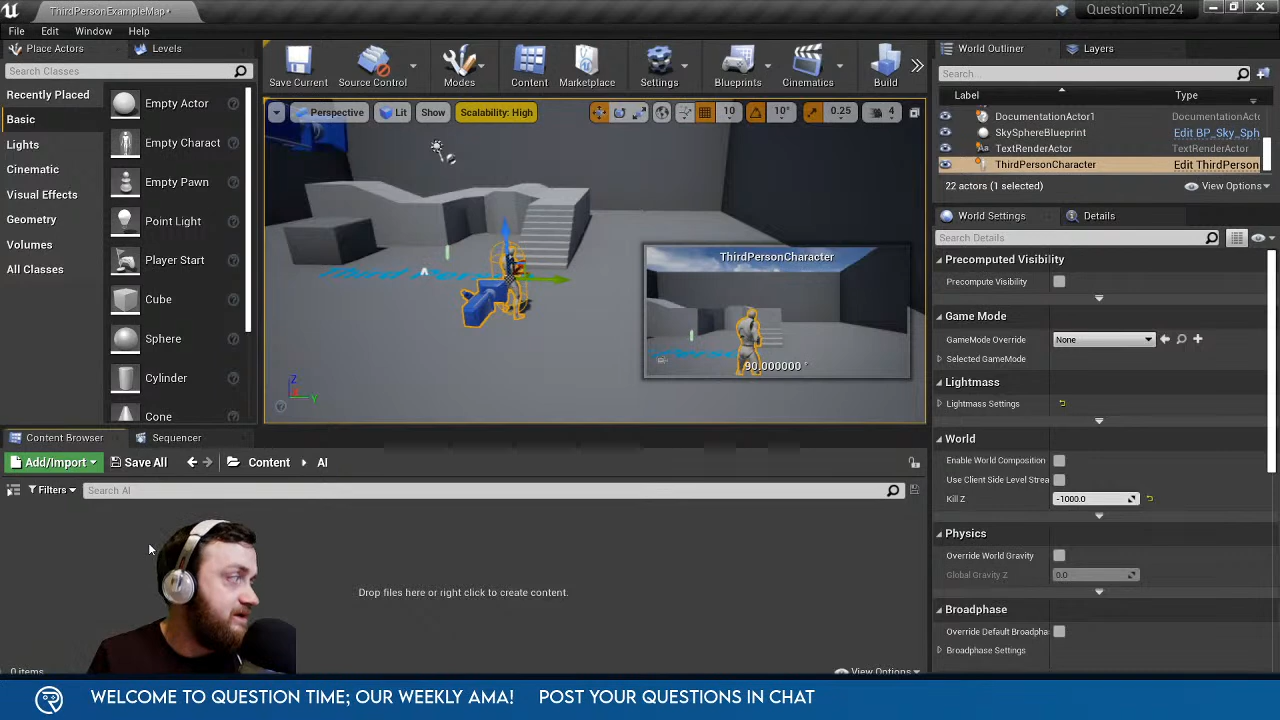 ThirdPersonExampleMap*
QuestionTime24
File Edit Window Help
Place Actors Levels
Search Classes
Recently Placed
Basic
Lights
Cinematic
Visual Effects
Geometry
Volumes
All Classes
Empty Actor
Empty Charact
Empty Pawn
Point Light
Player Start
Cube
Sphere
Cylinder
Cone
Save Current Source Control Modes Content Marketplace Settings Blueprints Cinematics Build
Perspective Lit Show Scalability: High 10 10° 0.25 4
ThirdPersonCharacter
90.000000 °
Z
Y
World Outliner Layers
Search...
Label Type
DocumentationActor1 DocumentationAc
SkySphereBlueprint Edit BP_Sky_Sph
TextRenderActor TextRenderActor
ThirdPersonCharacter Edit ThirdPerson
22 actors (1 selected) View Options
World Settings Details
Search Details
Precomputed Visibility
Precompute Visibility
Game Mode
GameMode Override None
Selected GameMode
Lightmass
Lightmass Settings
World
Enable World Composition
Use Client Side Level Strea
Kill Z -1000.0
Physics
Override World Gravity
Global Gravity Z 0.0
Broadphase
Override Default Broadpha
Broadphase Settings
Content Browser Sequencer
Add/Import Save All Content AI
Filters Search AI
Drop files here or right click to create content.
0 items View Options
WELCOME TO QUESTION TIME; OUR WEEKLY AMA! POST YOUR QUESTIONS IN CHAT